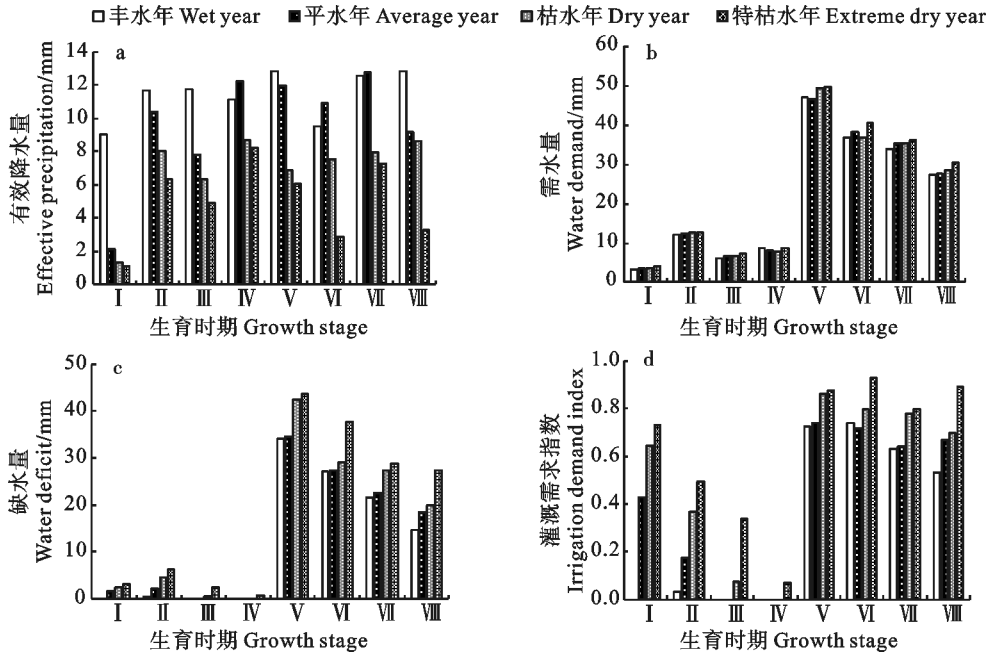 丰水年 Wet year 平水年 Average year 枯水年 Dry year 特枯水年 Extreme dry year
a
有效降水量
Effective precipitation/mm
14
12
10
8
6
4
2
0
Ⅰ Ⅱ Ⅲ Ⅳ Ⅴ Ⅵ Ⅶ Ⅷ
生育时期 Growth stage
b
需水量
Water demand/mm
60
50
40
30
20
10
0
Ⅰ Ⅱ Ⅲ Ⅳ Ⅴ Ⅵ Ⅶ Ⅷ
生育时期 Growth stage
c
缺水量
Water deficit/mm
50
40
30
20
10
0
Ⅰ Ⅱ Ⅲ Ⅳ Ⅴ Ⅵ Ⅶ Ⅷ
生育时期 Growth stage
d
灌溉需求指数
Irrigation demand index
1.0
0.8
0.6
0.4
0.2
0.0
Ⅰ Ⅱ Ⅲ Ⅳ Ⅴ Ⅵ Ⅶ Ⅷ
生育时期 Growth stage